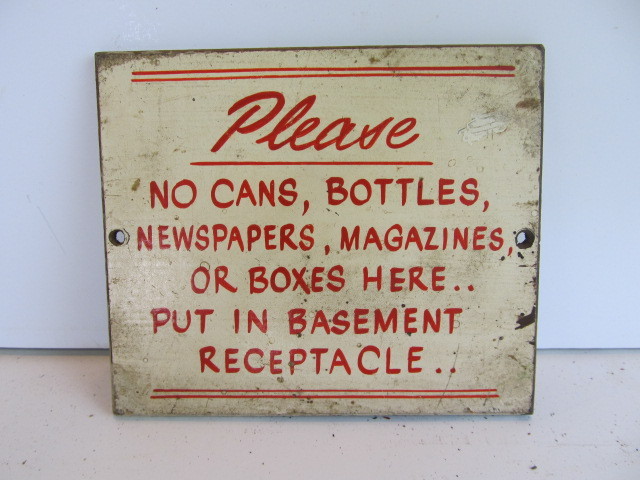 Please
NO CANS, BOTTLES,
NEWSPAPERS, MAGAZINES,
OR BOXES HERE..
PUT IN BASEMENT
RECEPTACLE..